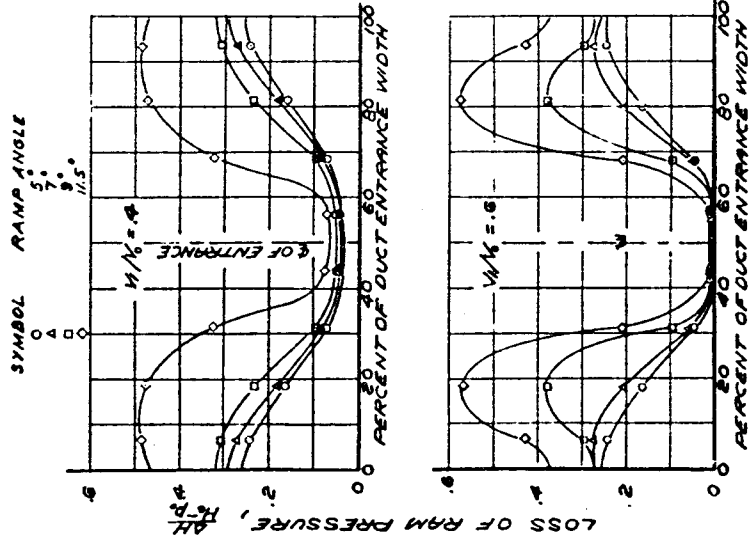 SYMBOL RAMP ANGLE
○ 5°
△ 7°
□ 9°
◇ 11.5°
V₁/V₀ = .4
℄ OF ENTRANCE
.6
.4
.2
0
0 20 40 60 80 100
PERCENT OF DUCT ENTRANCE WIDTH
LOSS OF RAM PRESSURE, ΔH/H₀-p₀
V₁/V₀ = .6
.6
.4
.2
0
0 20 40 60 80 100
PERCENT OF DUCT ENTRANCE WIDTH